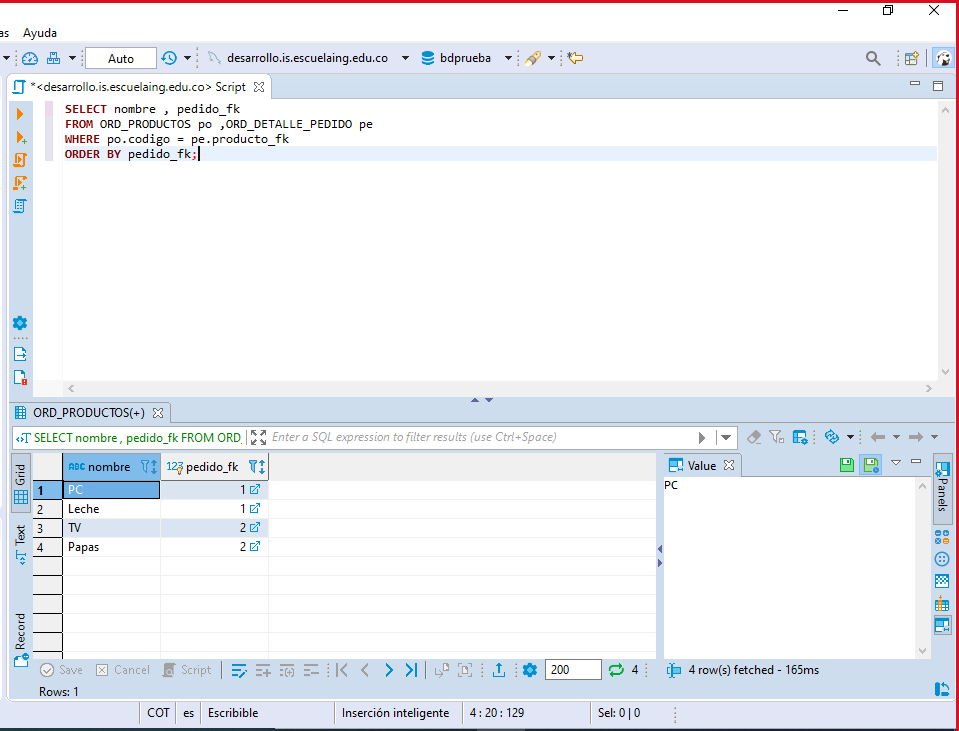 as Ayuda
Auto desarrollo.is.escuelaing.edu.co bdprueba
*<desarrollo.is.escuelaing.edu.co> Script
SELECT nombre , pedido_fk
FROM ORD_PRODUCTOS po ,ORD_DETALLE_PEDIDO pe
WHERE po.codigo = pe.producto_fk
ORDER BY pedido_fk;
ORD_PRODUCTOS(+)
SELECT nombre , pedido_fk FROM ORD_ Enter a SQL expression to filter results (use Ctrl+Space)
Grid
Text
Record
ABC nombre 123 pedido_fk
1 PC 1
2 Leche 1
3 TV 2
4 Papas 2
Value
PC
Panels
Save Cancel Script 200 4 4 row(s) fetched - 165ms
Rows: 1
COT es Escribible Inserción inteligente 4 : 20 : 129 Sel: 0 | 0